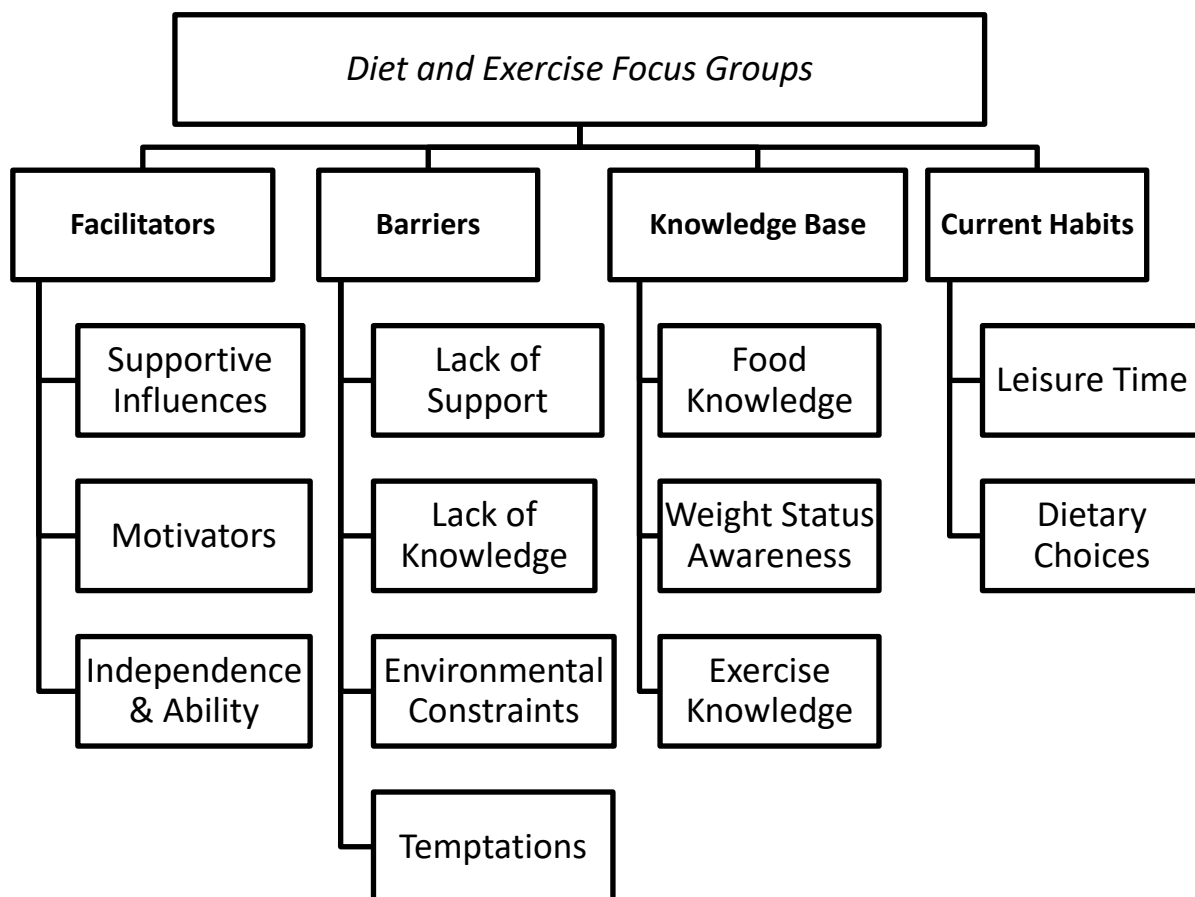 Diet and Exercise Focus Groups
Facilitators
Supportive
Influences
Motivators
Independence
& Ability
Barriers
Lack of
Support
Lack of
Knowledge
Environmental
Constraints
Temptations
Knowledge Base
Food
Knowledge
Weight Status
Awareness
Exercise
Knowledge
Current Habits
Leisure Time
Dietary
Choices